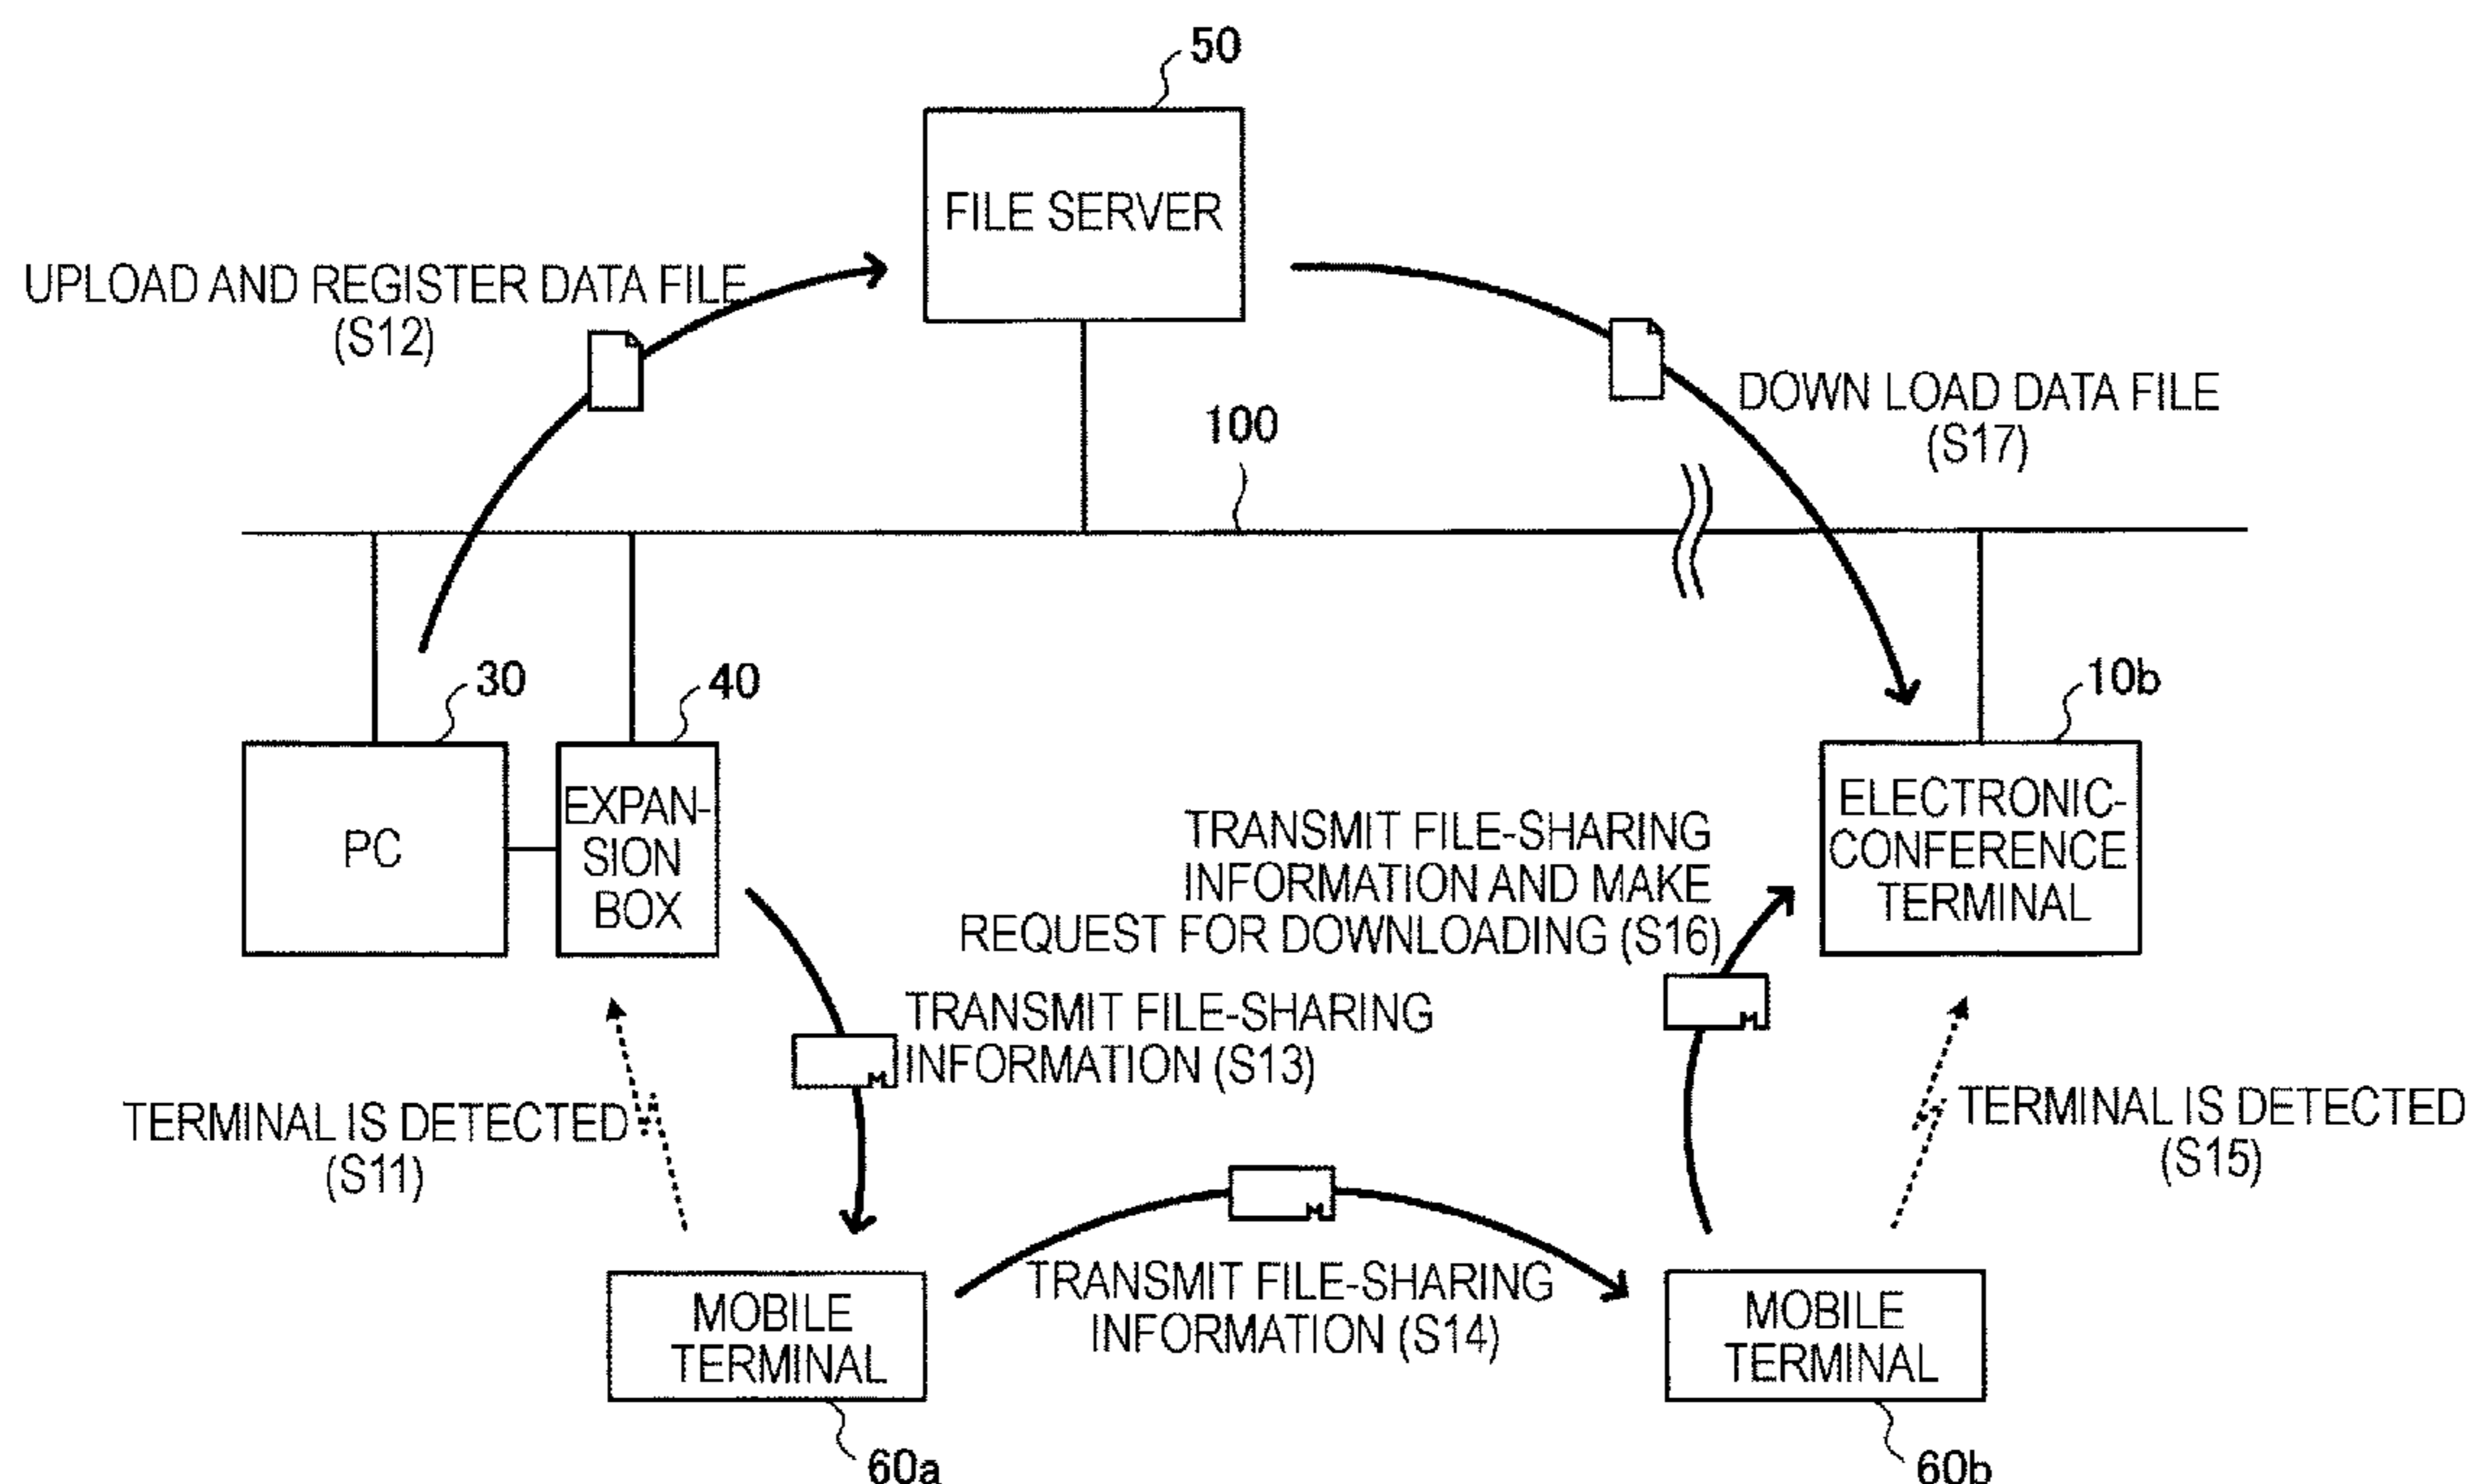 50
FILE SERVER
UPLOAD AND REGISTER DATA FILE
(S12)
DOWN LOAD DATA FILE
(S17)
100
30
40
10b
PC
EXPAN-
SION
BOX
ELECTRONIC-
CONFERENCE
TERMINAL
TRANSMIT FILE-SHARING
INFORMATION AND MAKE
REQUEST FOR DOWNLOADING (S16)
TRANSMIT FILE-SHARING
INFORMATION (S13)
TERMINAL IS DETECTED
(S11)
TERMINAL IS DETECTED
(S15)
TRANSMIT FILE-SHARING
INFORMATION (S14)
MOBILE
TERMINAL
MOBILE
TERMINAL
60a
60b